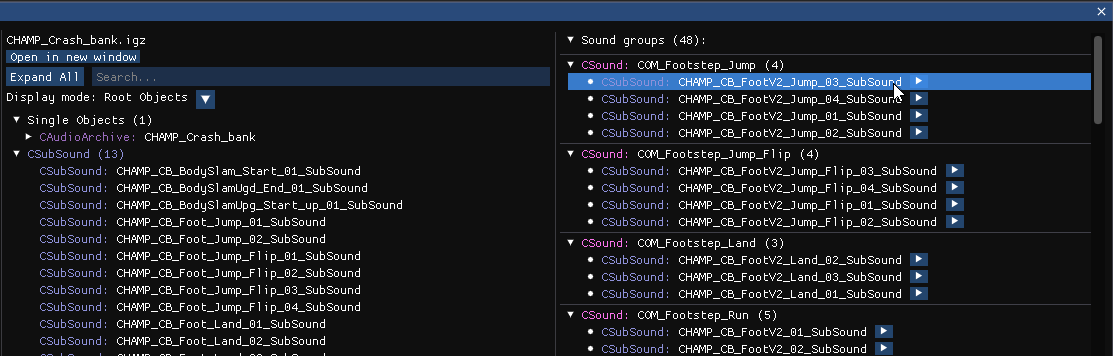 CHAMP_Crash_bank.igz
Open in new window
Expand All
Search...
Display mode: Root Objects
Single Objects (1)
CAudioArchive: CHAMP_Crash_bank
CSubSound (13)
CSubSound: CHAMP_CB_BodySlam_Start_01_SubSound
CSubSound: CHAMP_CB_BodySlamUgd_End_01_SubSound
CSubSound: CHAMP_CB_BodySlamUpg_Start_up_01_SubSound
CSubSound: CHAMP_CB_Foot_Jump_01_SubSound
CSubSound: CHAMP_CB_Foot_Jump_02_SubSound
CSubSound: CHAMP_CB_Foot_Jump_Flip_01_SubSound
CSubSound: CHAMP_CB_Foot_Jump_Flip_02_SubSound
CSubSound: CHAMP_CB_Foot_Jump_Flip_03_SubSound
CSubSound: CHAMP_CB_Foot_Jump_Flip_04_SubSound
CSubSound: CHAMP_CB_Foot_Land_01_SubSound
CSubSound: CHAMP_CB_Foot_Land_02_SubSound
Sound groups (48):
CSound: COM_Footstep_Jump (4)
CSubSound: CHAMP_CB_FootV2_Jump_03_SubSound
CSubSound: CHAMP_CB_FootV2_Jump_04_SubSound
CSubSound: CHAMP_CB_FootV2_Jump_01_SubSound
CSubSound: CHAMP_CB_FootV2_Jump_02_SubSound
CSound: COM_Footstep_Jump_Flip (4)
CSubSound: CHAMP_CB_FootV2_Jump_Flip_03_SubSound
CSubSound: CHAMP_CB_FootV2_Jump_Flip_04_SubSound
CSubSound: CHAMP_CB_FootV2_Jump_Flip_01_SubSound
CSubSound: CHAMP_CB_FootV2_Jump_Flip_02_SubSound
CSound: COM_Footstep_Land (3)
CSubSound: CHAMP_CB_FootV2_Land_02_SubSound
CSubSound: CHAMP_CB_FootV2_Land_03_SubSound
CSubSound: CHAMP_CB_FootV2_Land_01_SubSound
CSound: COM_Footstep_Run (5)
CSubSound: CHAMP_CB_FootV2_01_SubSound
CSubSound: CHAMP_CB_FootV2_02_SubSound